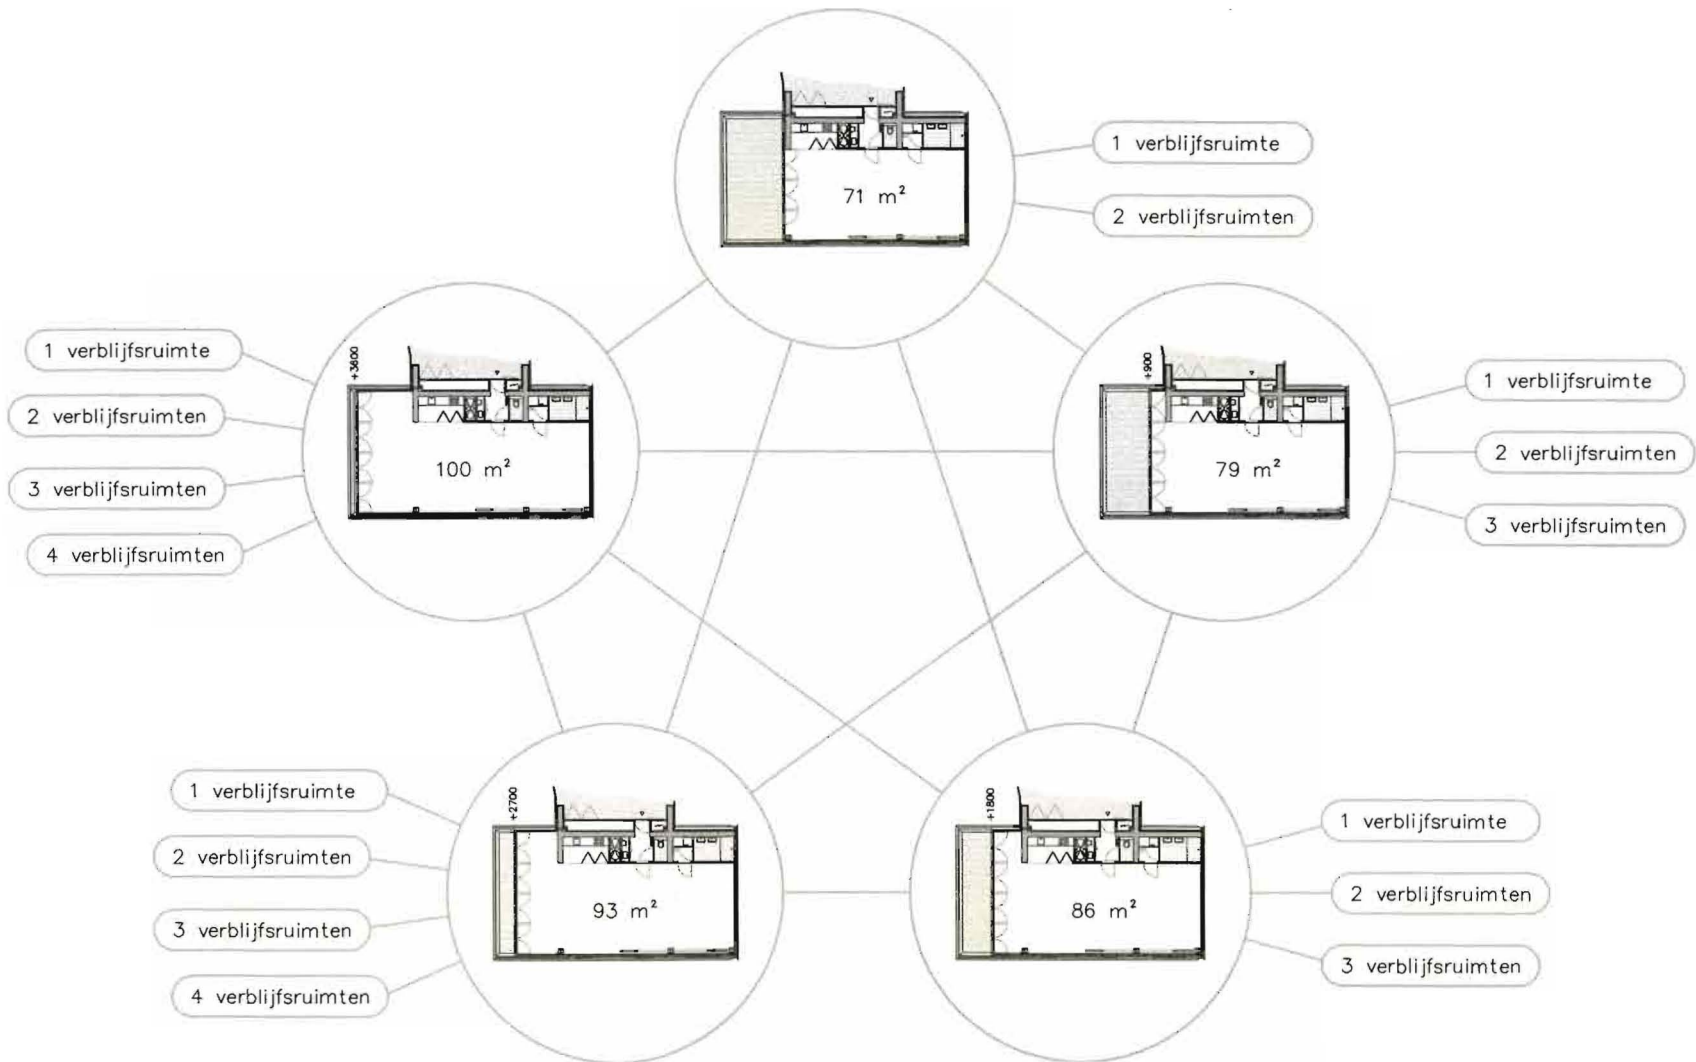 71 m²
1 verblijfsruimte
2 verblijfsruimten
+3600
100 m²
1 verblijfsruimte
2 verblijfsruimten
3 verblijfsruimten
4 verblijfsruimten
+900
79 m²
1 verblijfsruimte
2 verblijfsruimten
3 verblijfsruimten
+2700
93 m²
1 verblijfsruimte
2 verblijfsruimten
3 verblijfsruimten
4 verblijfsruimten
+1800
86 m²
1 verblijfsruimte
2 verblijfsruimten
3 verblijfsruimten